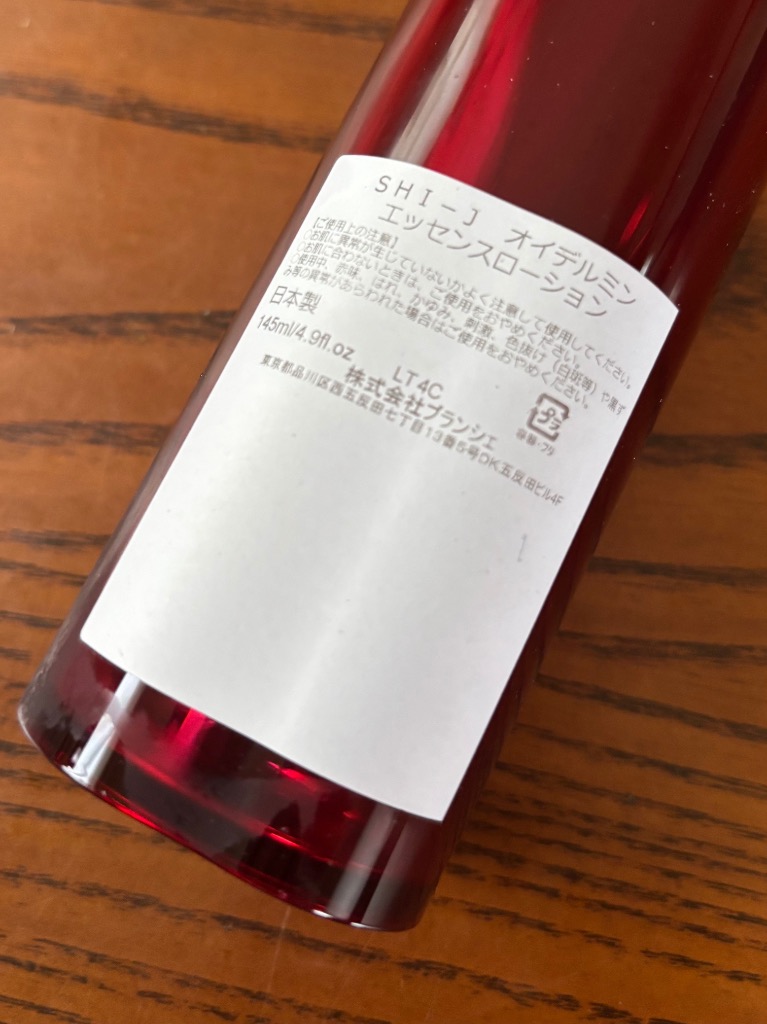 SHI-J オイデルミン
エッセンスローション
【ご使用上の注意】
○お肌に異常が生じていないかよく注意して使用してください。
○お肌に合わないときは、ご使用をおやめください。
○使用中、赤味、はれ、かゆみ、刺激、色抜け（白斑等）や黒ず
み等の異常があらわれた場合はご使用をおやめください。
日本製
145ml/4.9fl.oz LT4C
株式会社ブランシェ
東京都品川区西五反田七丁目13番5号DK五反田ビル4F
プラ
容器・フタ